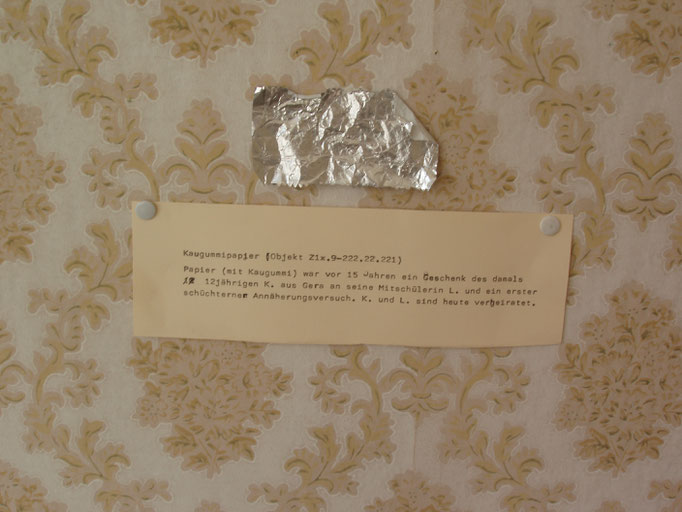 Kaugummipapier (Objekt Z1x.9-222.22.221)
Papier (mit Kaugummi) war vor 15 Jahren ein Geschenk des damals
12jährigen K. aus Gera an seine Mitschülerin L. und ein erster
schüchterner Annäherungsversuch. K. und L. sind heute verheiratet.